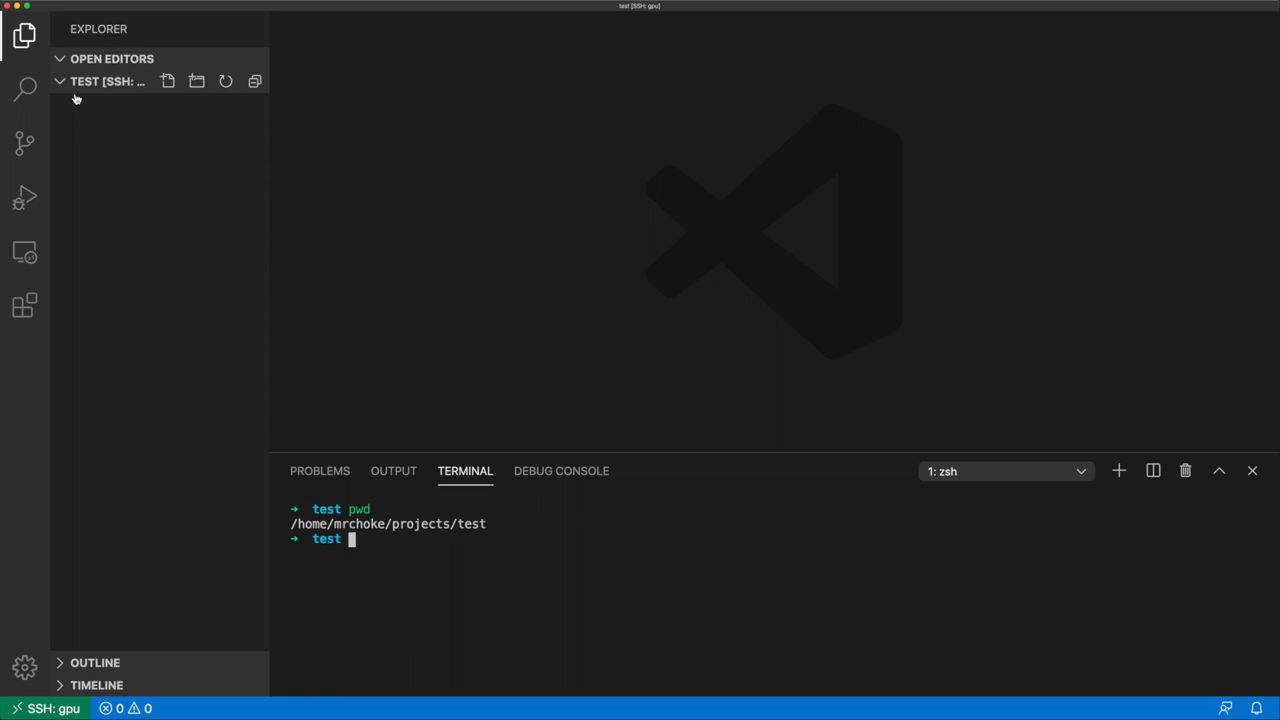 test [SSH: gpu]
EXPLORER
OPEN EDITORS
TEST [SSH: ...
OUTLINE
TIMELINE
PROBLEMS OUTPUT TERMINAL DEBUG CONSOLE 1: zsh
➜ test pwd
/home/mrchoke/projects/test
➜ test
SSH: gpu 0 0